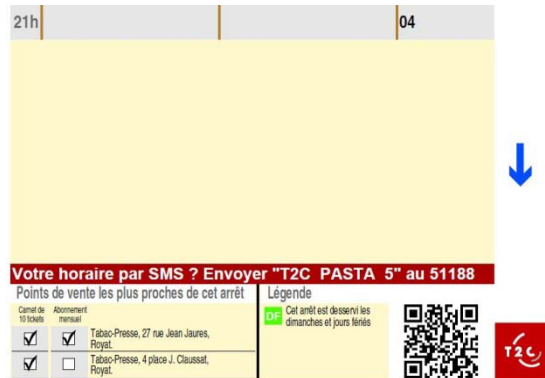 21h 04
Votre horaire par SMS ? Envoyer "T2C PASTA 5" au 51188
Points de vente les plus proches de cet arrêt
Carnet de 10 tickets
Abonnement mensuel
Tabac-Presse, 27 rue Jean Jaures,
Royat.
Tabac-Presse, 4 place J. Claussat,
Royat.
Légende
DF Cet arrêt est desservi les
dimanches et jours fériés
T2C